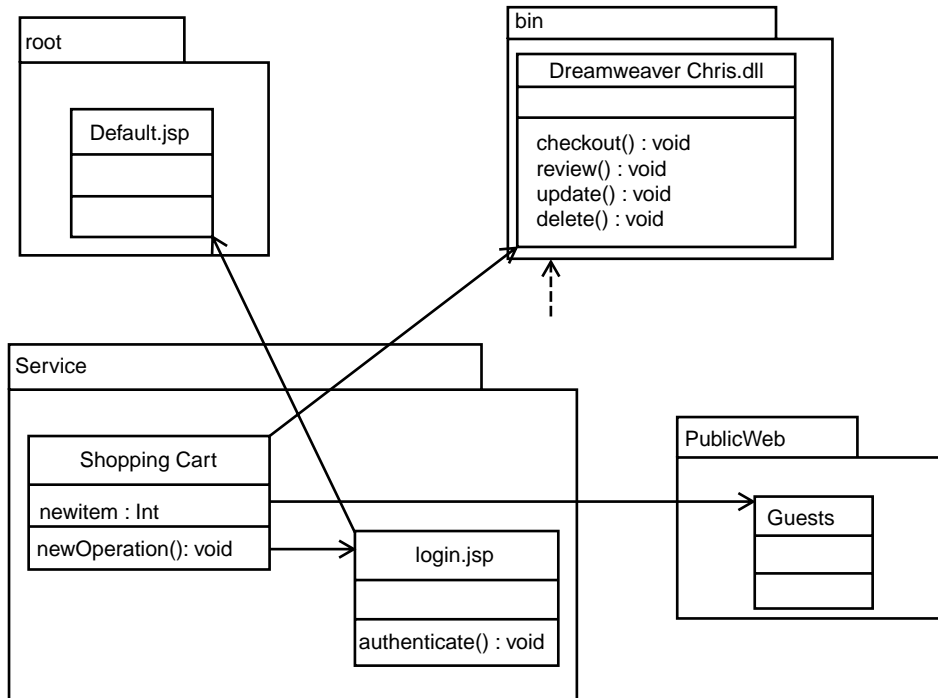 root
Default.jsp
bin
Dreamweaver Chris.dll
checkout() : void
review() : void
update() : void
delete() : void
Service
Shopping Cart
newitem : Int
newOperation(): void
login.jsp
authenticate() : void
PublicWeb
Guests